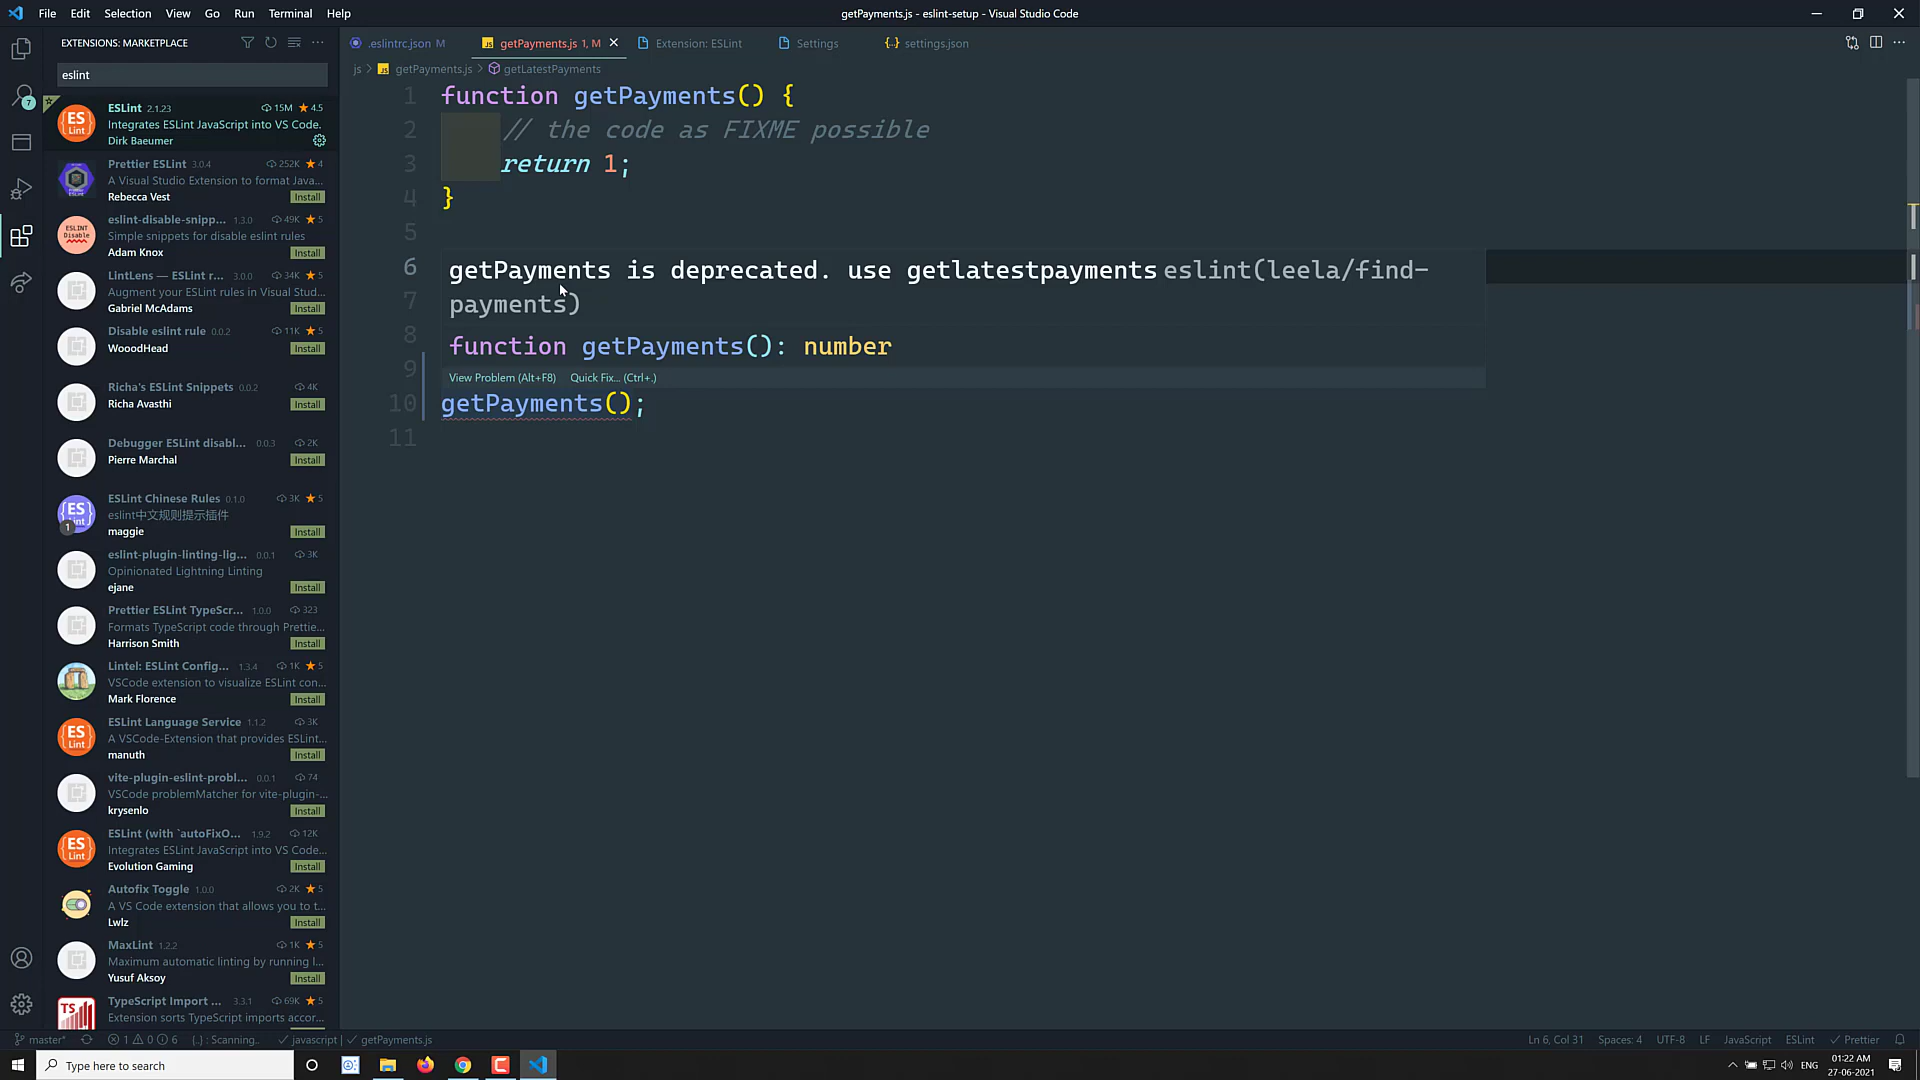 File Edit Selection View Go Run Terminal Help
getPayments.js - eslint-setup - Visual Studio Code
EXTENSIONS: MARKETPLACE
eslint
7
ESLint 2.1.23 15M 4.5
Integrates ESLint JavaScript into VS Code.
Dirk Baeumer
Prettier ESLint 3.0.4 252K 4
A Visual Studio Extension to format Java...
Rebecca Vest Install
eslint-disable-snipp... 1.3.0 49K 5
Simple snippets for disable eslint rules
Adam Knox Install
LintLens — ESLint r... 3.0.0 34K 5
Augment your ESLint rules in Visual Stud...
Gabriel McAdams Install
Disable eslint rule 0.0.2 11K 5
WooodHead Install
Richa's ESLint Snippets 0.0.2 4K
Richa Avasthi Install
Debugger ESLint disabl... 0.0.3 2K
Pierre Marchal Install
ESLint Chinese Rules 0.1.0 3K 5
eslint中文规则提示插件
maggie Install
1
eslint-plugin-linting-lig... 0.0.1 3K
Opinionated Lightning Linting
ejane Install
Prettier ESLint TypeScr... 1.0.0 323
Formats TypeScript code through Prettie...
Harrison Smith Install
Lintel: ESLint Config... 1.3.4 1K 5
VSCode extension to visualize ESLint con...
Mark Florence Install
ESLint Language Service 1.1.2 3K
A VSCode-Extension that provides ESLint...
manuth Install
vite-plugin-eslint-probl... 0.0.1 74
VSCode problemMatcher for vite-plugin-...
krysenlo Install
ESLint (with `autoFixO... 1.9.2 12K
Integrates ESLint JavaScript into VS Code...
Evolution Gaming Install
Autofix Toggle 1.0.0 2K 5
A VS Code extension that allows you to t...
Lwlz Install
MaxLint 1.2.2 1K 5
Maximum automatic linting by running l...
Yusuf Aksoy Install
TypeScript Import ... 3.3.1 69K 5
Extension sorts TypeScript imports accor...
.eslintrc.json M getPayments.js 1, M Extension: ESLint Settings settings.json
js > getPayments.js > getLatestPayments
1 function getPayments() {
2 // the code as FIXME possible
3 return 1;
4 }
5
6 getPayments is deprecated. use getlatestpayments eslint(leela/find-
7 payments)
8 function getPayments(): number
9 View Problem (Alt+F8) Quick Fix... (Ctrl+.)
10 getPayments();
11
master* 1 0 6 {..} : Scanning.. javascript | getPayments.js
Ln 6, Col 31 Spaces: 4 UTF-8 LF JavaScript ESLint Prettier
Type here to search
ENG 01:22 AM
27-06-2021